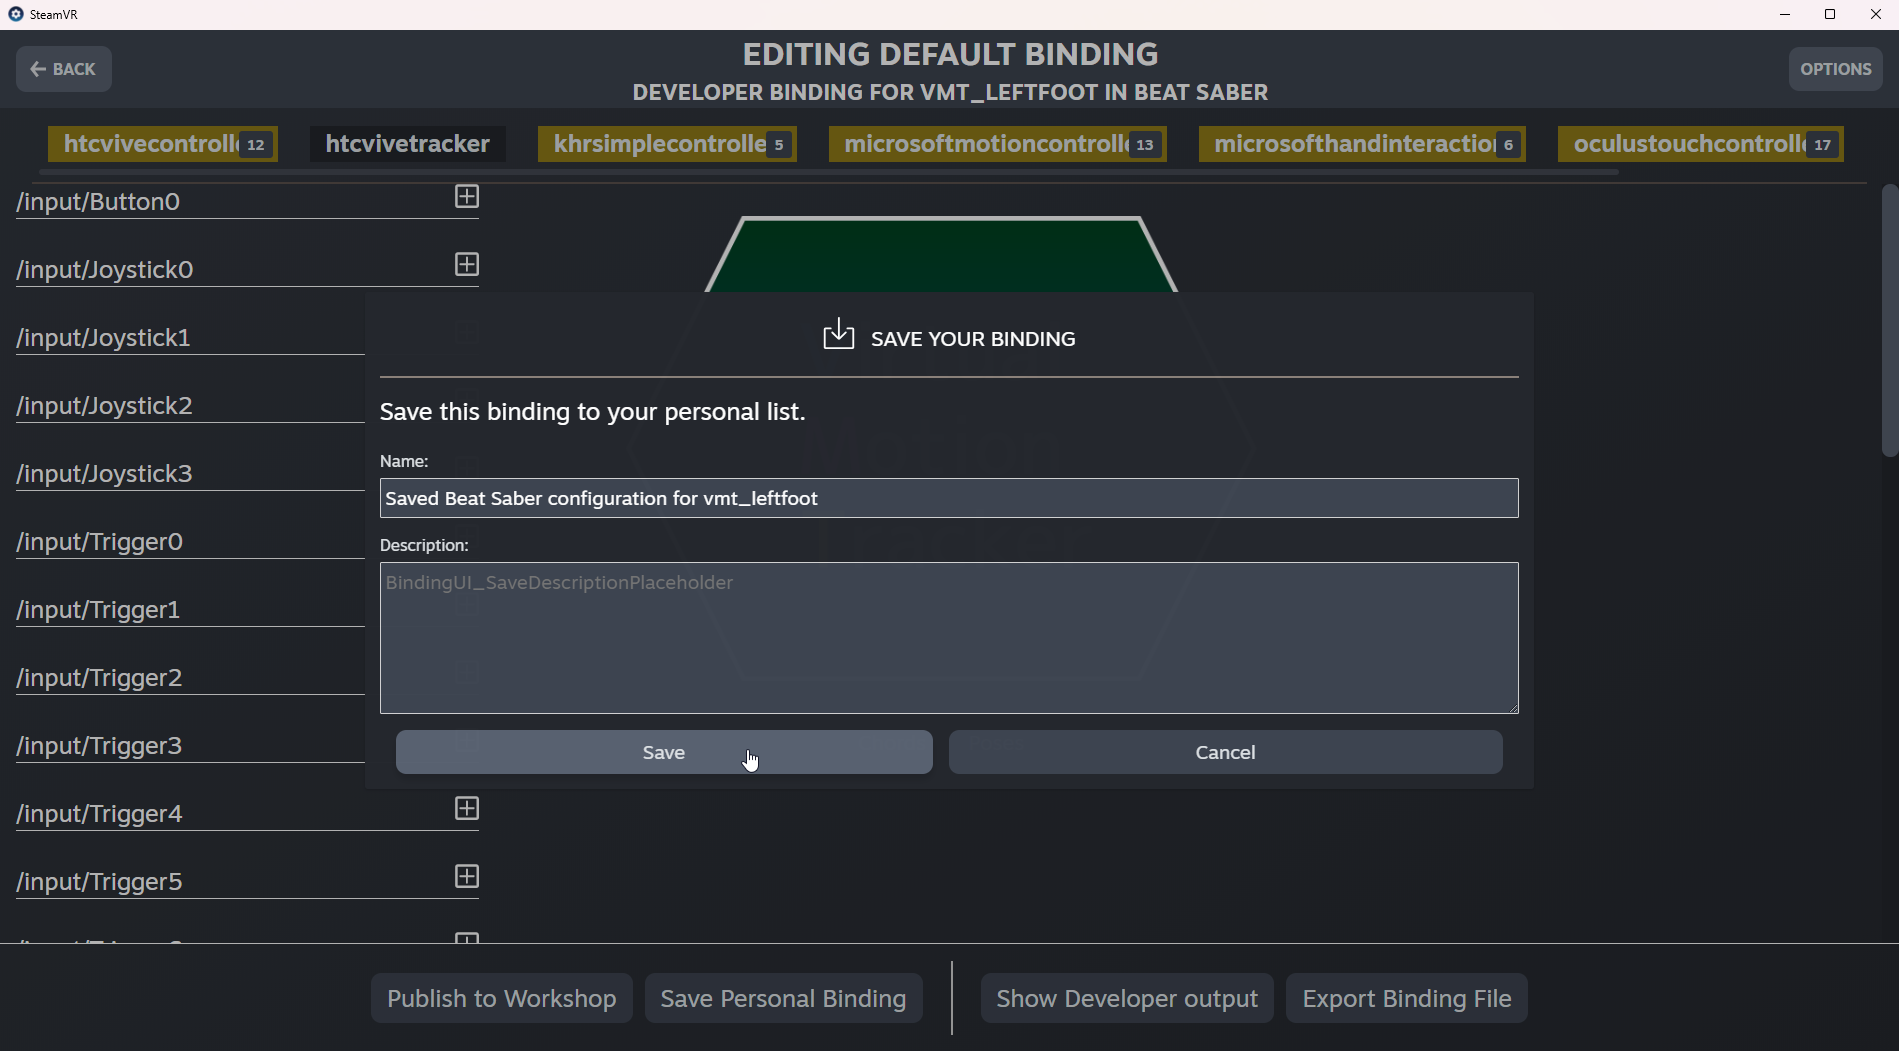 SteamVR
BACK
EDITING DEFAULT BINDING
DEVELOPER BINDING FOR VMT_LEFTFOOT IN BEAT SABER
OPTIONS
htcvivecontroll 12
htcvivetracker
khrsimplecontrolle 5
microsoftmotioncontroll 13
microsofthandinteraction 6
oculustouchcontroll 17
/input/Button0
/input/Joystick0
/input/Joystick1
/input/Joystick2
/input/Joystick3
/input/Trigger0
/input/Trigger1
/input/Trigger2
/input/Trigger3
/input/Trigger4
/input/Trigger5
SAVE YOUR BINDING
Save this binding to your personal list.
Name:
Saved Beat Saber configuration for vmt_leftfoot
Description:
BindingUI_SaveDescriptionPlaceholder
Save
Cancel
Motion
Publish to Workshop
Save Personal Binding
Show Developer output
Export Binding File